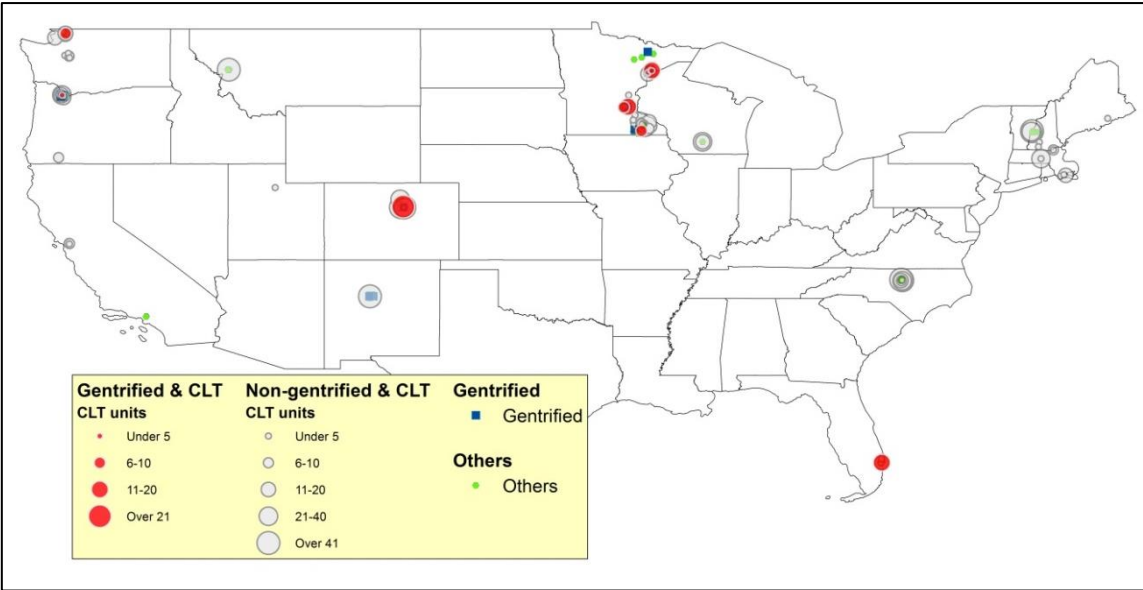 Gentrified & CLT
CLT units
Under 5
6-10
11-20
Over 21
Non-gentrified & CLT
CLT units
Under 5
6-10
11-20
21-40
Over 41
Gentrified
Gentrified
Others
Others